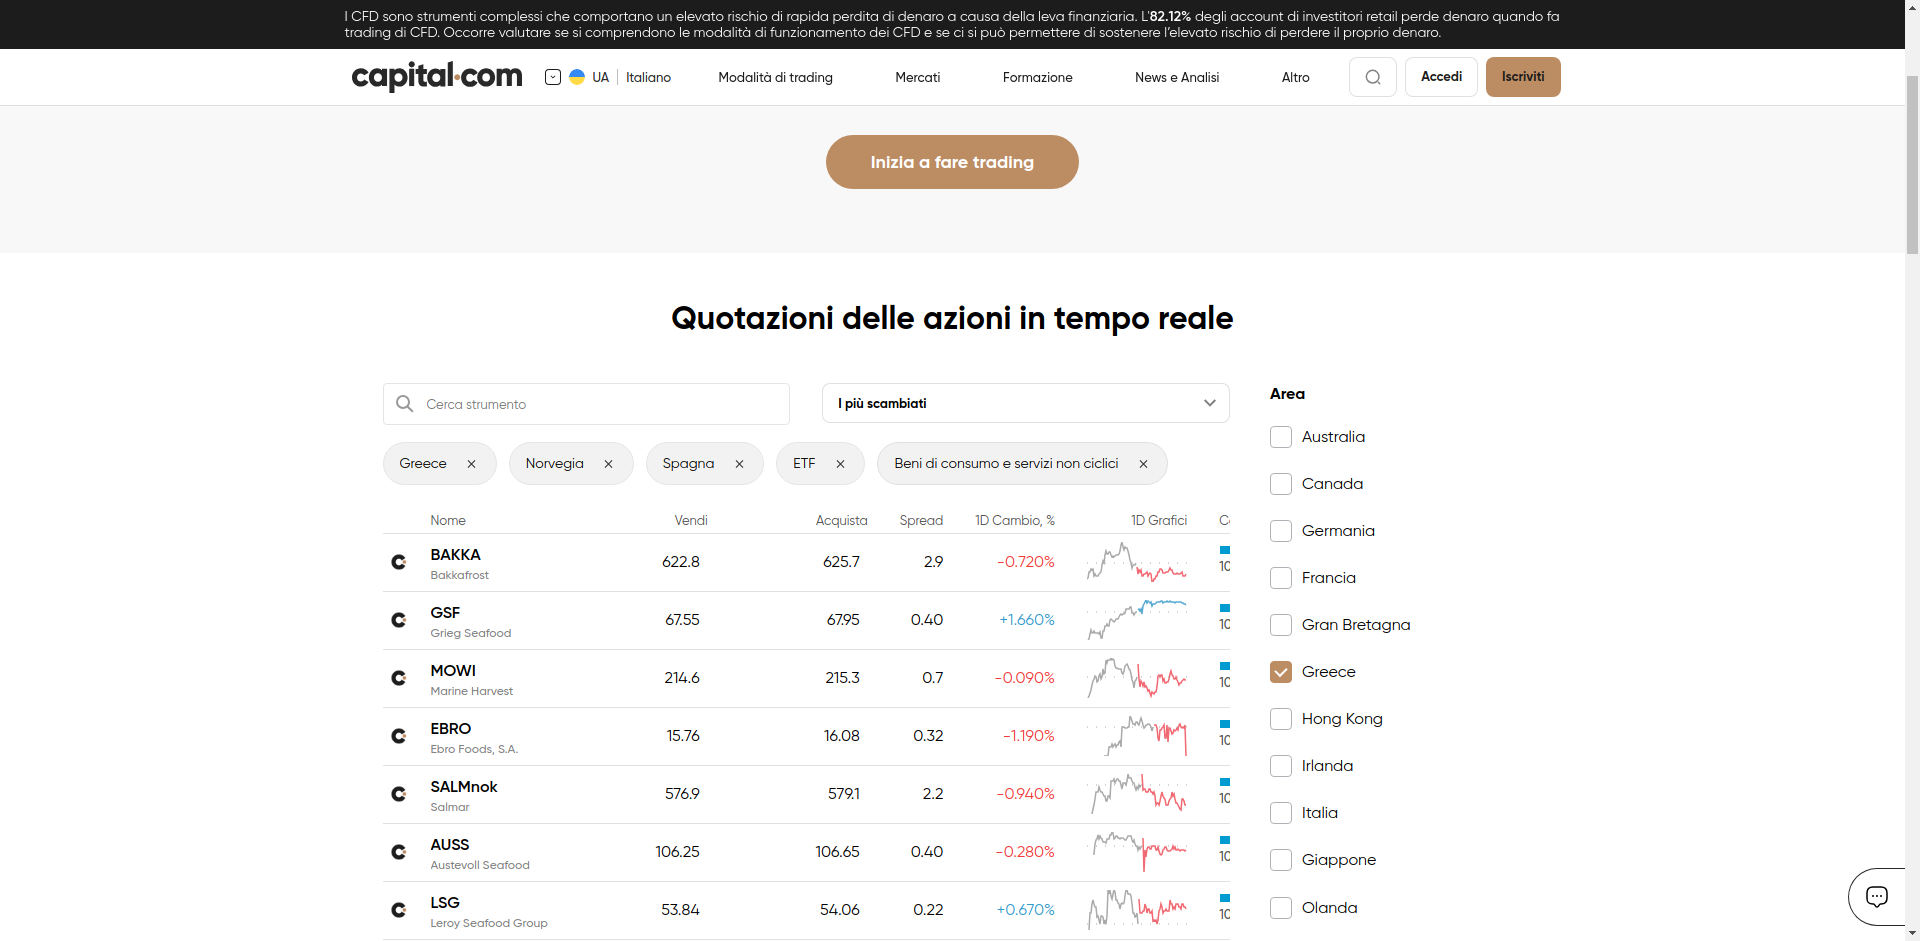 I CFD sono strumenti complessi che comportano un elevato rischio di rapida perdita di denaro a causa della leva finanziaria. L'82.12% degli account di investitori retail perde denaro quando fa
trading di CFD. Occorre valutare se si comprendono le modalità di funzionamento dei CFD e se ci si può permettere di sostenere l'elevato rischio di perdere il proprio denaro.
capital.com UA Italiano Modalità di trading Mercati Formazione News e Analisi Altro Accedi Iscriviti
Inizia a fare trading
Quotazioni delle azioni in tempo reale
Cerca strumento
I più scambiati
Greece Norvegia Spagna ETF Beni di consumo e servizi non ciclici
Nome Vendi Acquista Spread 1D Cambio, % 1D Grafici
BAKKA 622.8 625.7 2.9 -0.720% 10
Bakkafrost
GSF 67.55 67.95 0.40 +1.660% 10
Grieg Seafood
MOWI 214.6 215.3 0.7 -0.090% 10
Marine Harvest
EBRO 15.76 16.08 0.32 -1.190% 10
Ebro Foods, S.A.
SALMnok 576.9 579.1 2.2 -0.940% 10
Salmar
AUSS 106.25 106.65 0.40 -0.280% 10
Austevoll Seafood
LSG 53.84 54.06 0.22 +0.670% 10
Leroy Seafood Group
Area
Australia
Canada
Germania
Francia
Gran Bretagna
Greece
Hong Kong
Irlanda
Italia
Giappone
Olanda